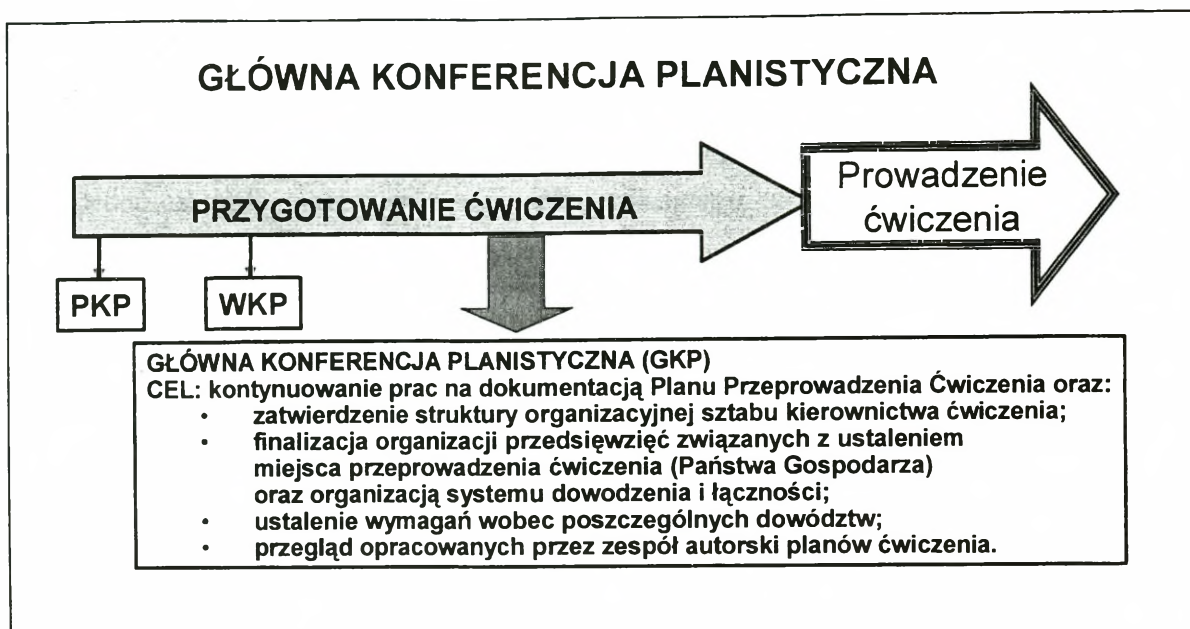 GŁÓWNA KONFERENCJA PLANISTYCZNA
PRZYGOTOWANIE ĆWICZENIA
Prowadzenie
ćwiczenia
PKP
WKP
GŁÓWNA KONFERENCJA PLANISTYCZNA (GKP)
CEL: kontynuowanie prac na dokumentacją Planu Przeprowadzenia Ćwiczenia oraz:
• zatwierdzenie struktury organizacyjnej sztabu kierownictwa ćwiczenia;
• finalizacja organizacji przedsięwzięć związanych z ustaleniem
miejsca przeprowadzenia ćwiczenia (Państwa Gospodarza)
oraz organizacją systemu dowodzenia i łączności;
• ustalenie wymagań wobec poszczególnych dowództw;
• przegląd opracowanych przez zespół autorski planów ćwiczenia.